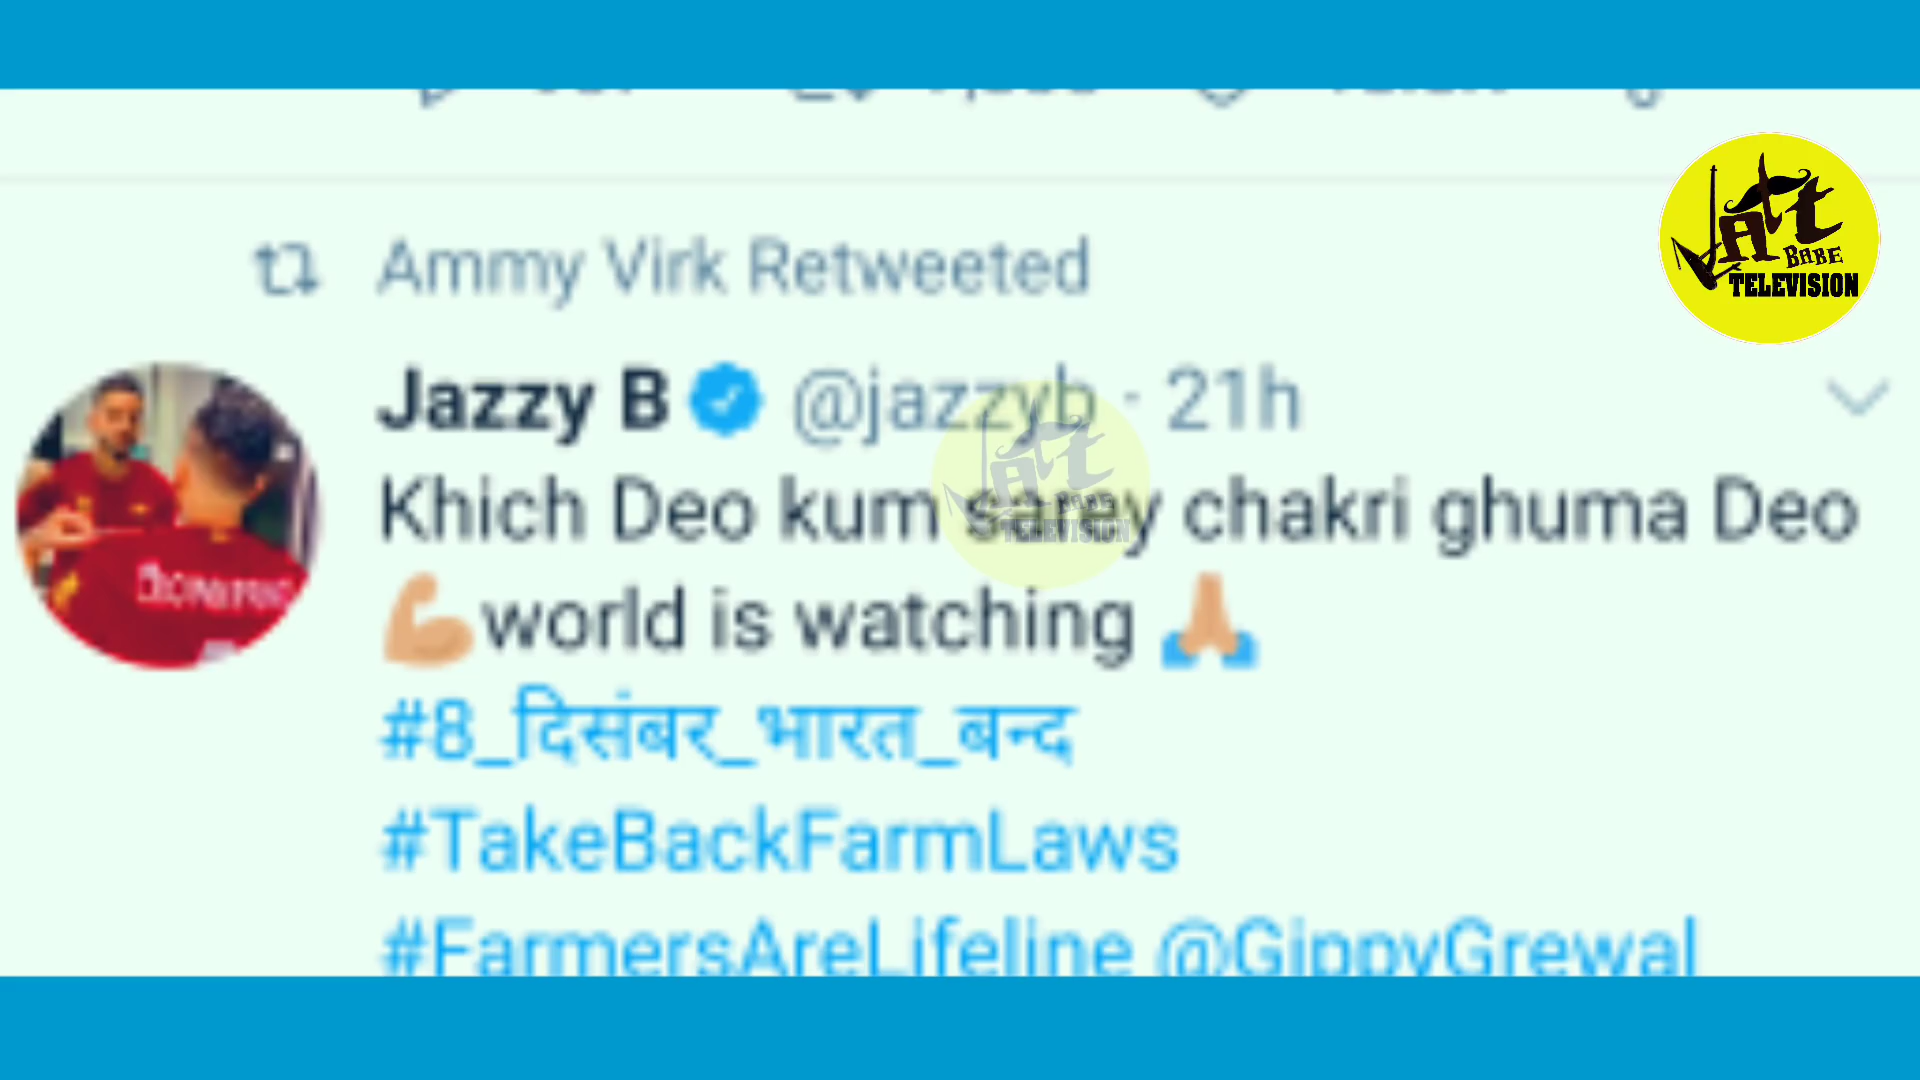 Ammy Virk Retweeted
Jazzy B @jazzyb · 21h
Khich Deo kum chakri ghuma Deo
💪world is watching 🙏
#8_दिसंबर_भारत_बन्द
#TakeBackFarmLaws
#FarmersAreLifeline @GippyGrewal
Jatt
BABE
TELEVISION